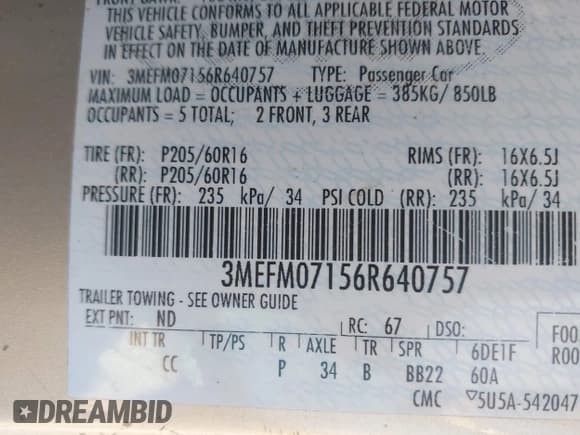 THIS VEHICLE CONFORMS TO ALL APPLICABLE FEDERAL MOTOR
VEHICLE SAFETY, BUMPER, AND THEFT PREVENTION STANDARDS
IN EFFECT ON THE DATE OF MANUFACTURE SHOWN ABOVE.
VIN: 3MEFM07156R640757 TYPE: Passenger Car
MAXIMUM LOAD = OCCUPANTS + LUGGAGE = 385KG/ 850LB
OCCUPANTS = 5 TOTAL; 2 FRONT, 3 REAR
TIRE (FR): P205/60R16 RIMS (FR): 16X6.5J
(RR): P205/60R16 (RR): 16X6.5J
PRESSURE (FR): 235 kPa/ 34 PSI COLD (RR): 235 kPa/ 34
3MEFM07156R640757
TRAILER TOWING - SEE OWNER GUIDE
EXT PNT: ND RC: 67 DSO:
INT TR TP/PS R AXLE TR SPR 6DE1F F00
CC P 34 B BB22 60A R00
CMC ▽5U5A-542047
DREAMBID